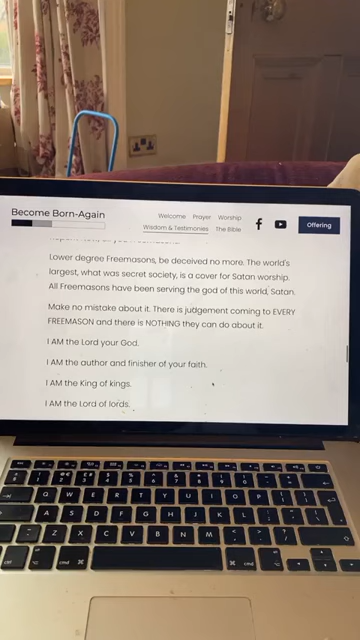 Become Born-Again
Welcome Prayer Worship
Wisdom & Testimonies The Bible
Offering
Lower degree Freemasons, be deceived no more. The world's
largest, what was secret society, is a cover for Satan worship.
All Freemasons have been serving the god of this world, Satan.
Make no mistake about it. There is judgement coming to EVERY
FREEMASON and there is NOTHING they can do about it.
I AM the Lord your God.
I AM the author and finisher of your faith.
I AM the King of kings.
I AM the Lord of lords.
Q W E R T Y U I O P
A S D F G H J K L
Z X C V B N M
cmd cmd